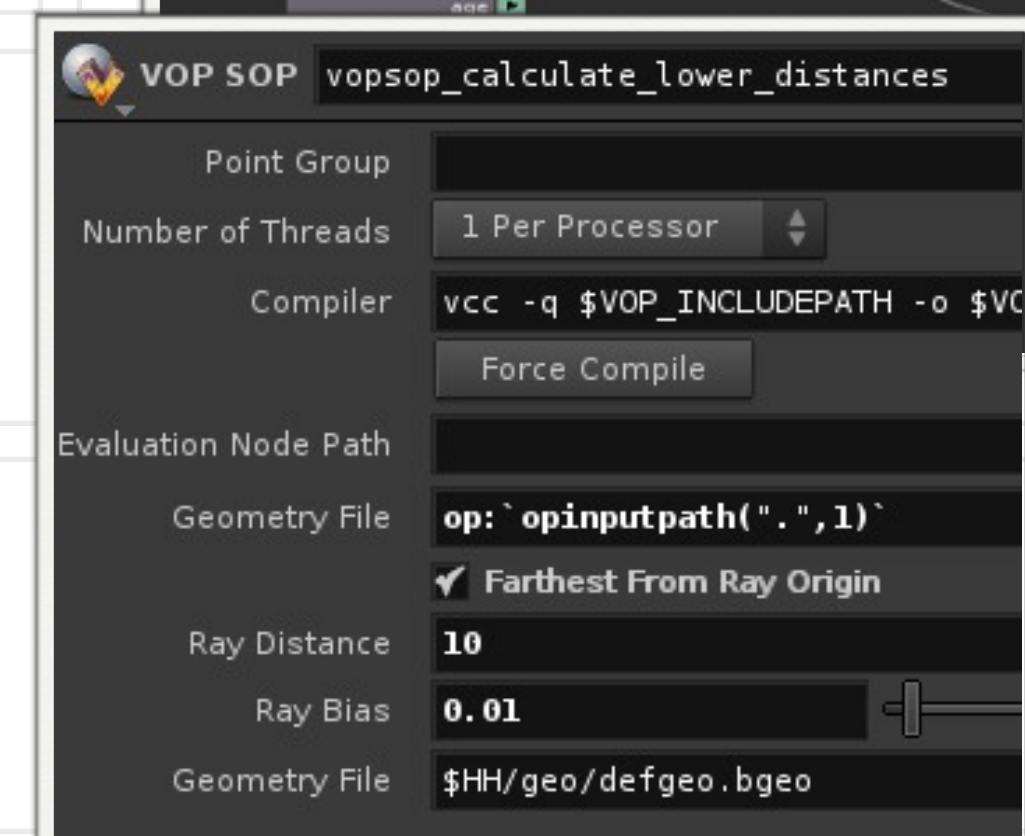 age
VOP SOP vopsop_calculate_lower_distances
Point Group
Number of Threads 1 Per Processor
Compiler vcc -q $VOP_INCLUDEPATH -o $VO
Force Compile
Evaluation Node Path
Geometry File op:`opinputpath(".",1)`
Farthest From Ray Origin
Ray Distance 10
Ray Bias 0.01
Geometry File $HH/geo/defgeo.bgeo